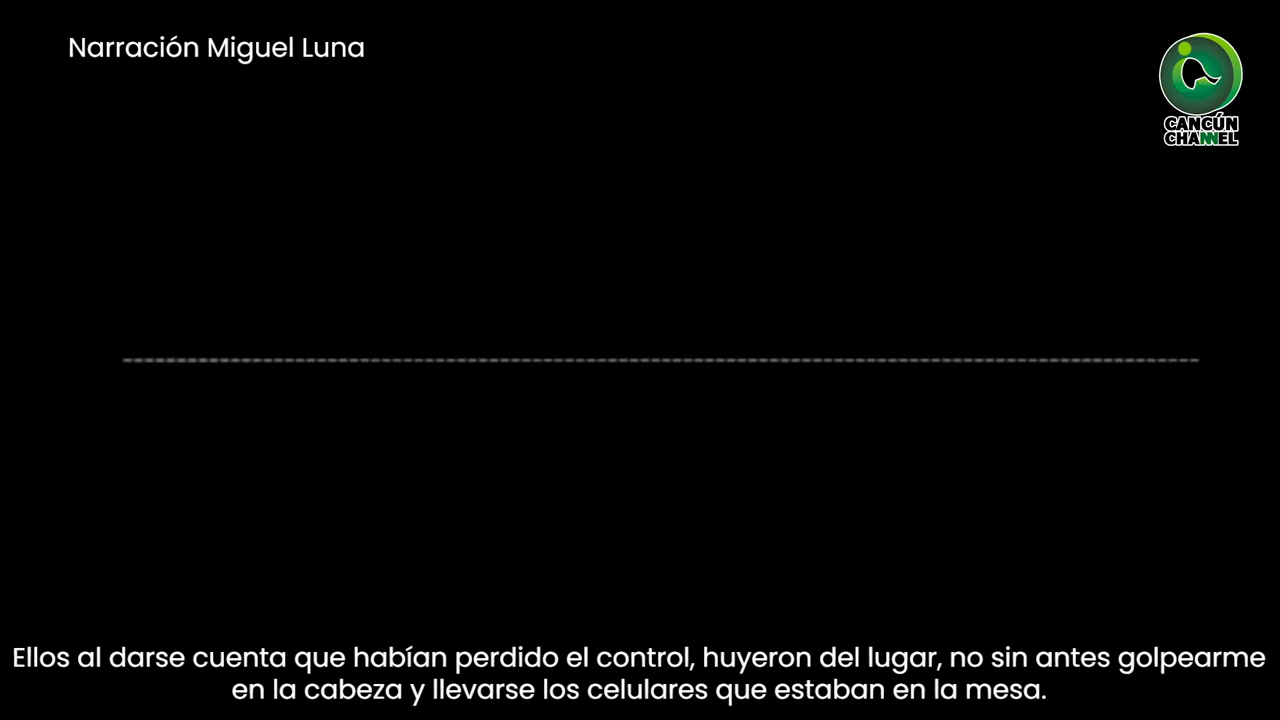 Narración Miguel Luna
CANCÚN
CHANNEL
Ellos al darse cuenta que habían perdido el control, huyeron del lugar, no sin antes golpearme
en la cabeza y llevarse los celulares que estaban en la mesa.